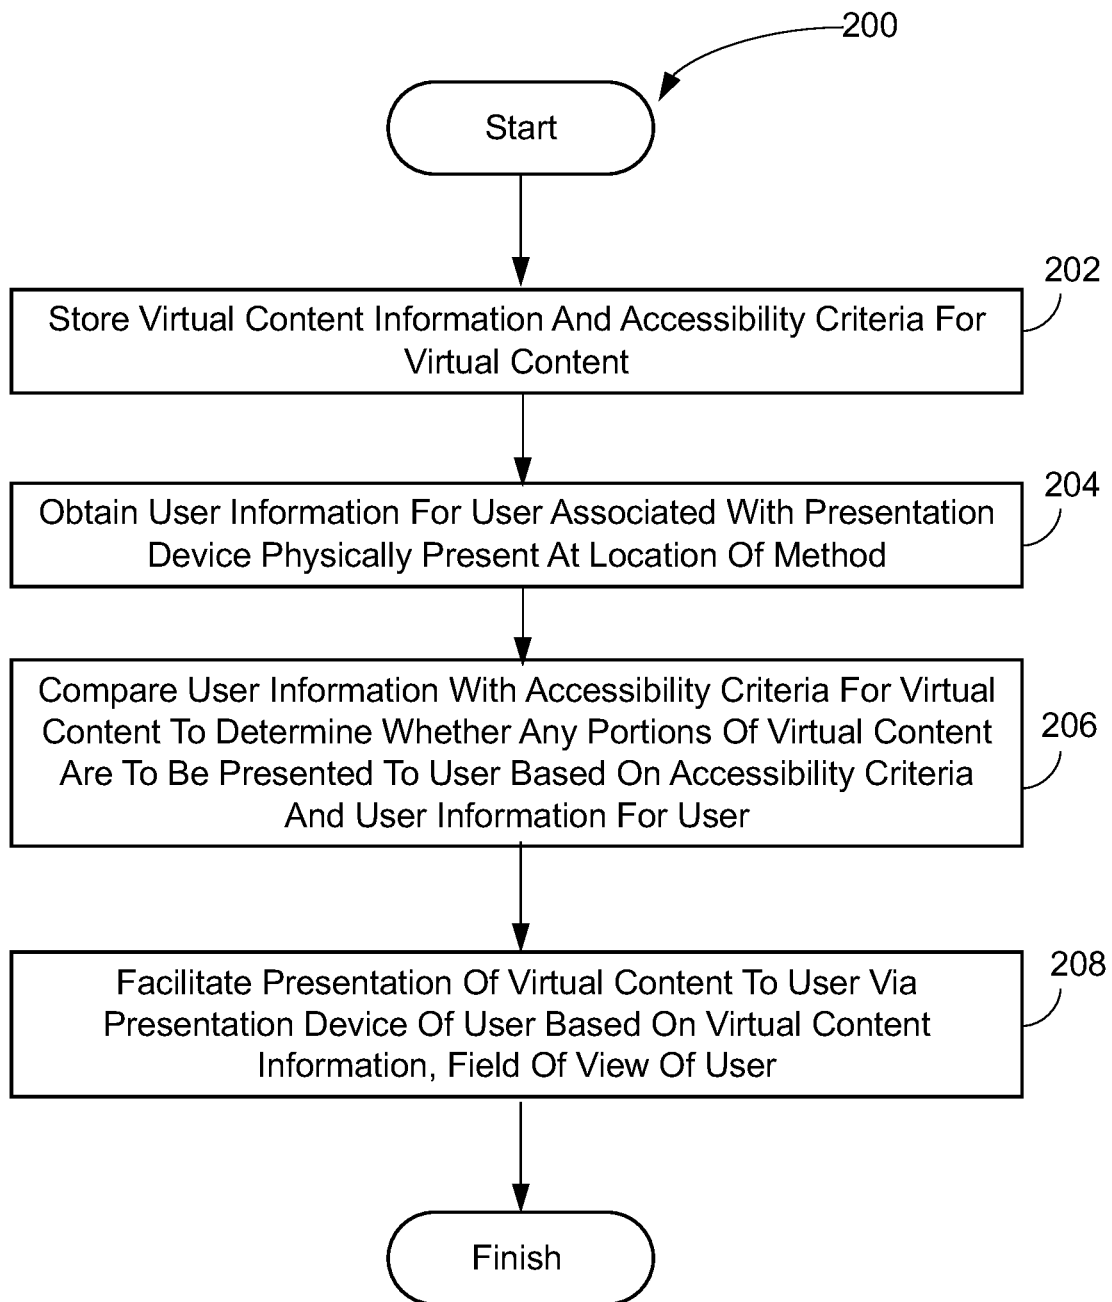 200
Start
202
Store Virtual Content Information And Accessibility Criteria For
Virtual Content
204
Obtain User Information For User Associated With Presentation
Device Physically Present At Location Of Method
Compare User Information With Accessibility Criteria For Virtual
Content To Determine Whether Any Portions Of Virtual Content
206
Are To Be Presented To User Based On Accessibility Criteria
And User Information For User
208
Facilitate Presentation Of Virtual Content To User Via
Presentation Device Of User Based On Virtual Content
Information, Field Of View Of User
Finish